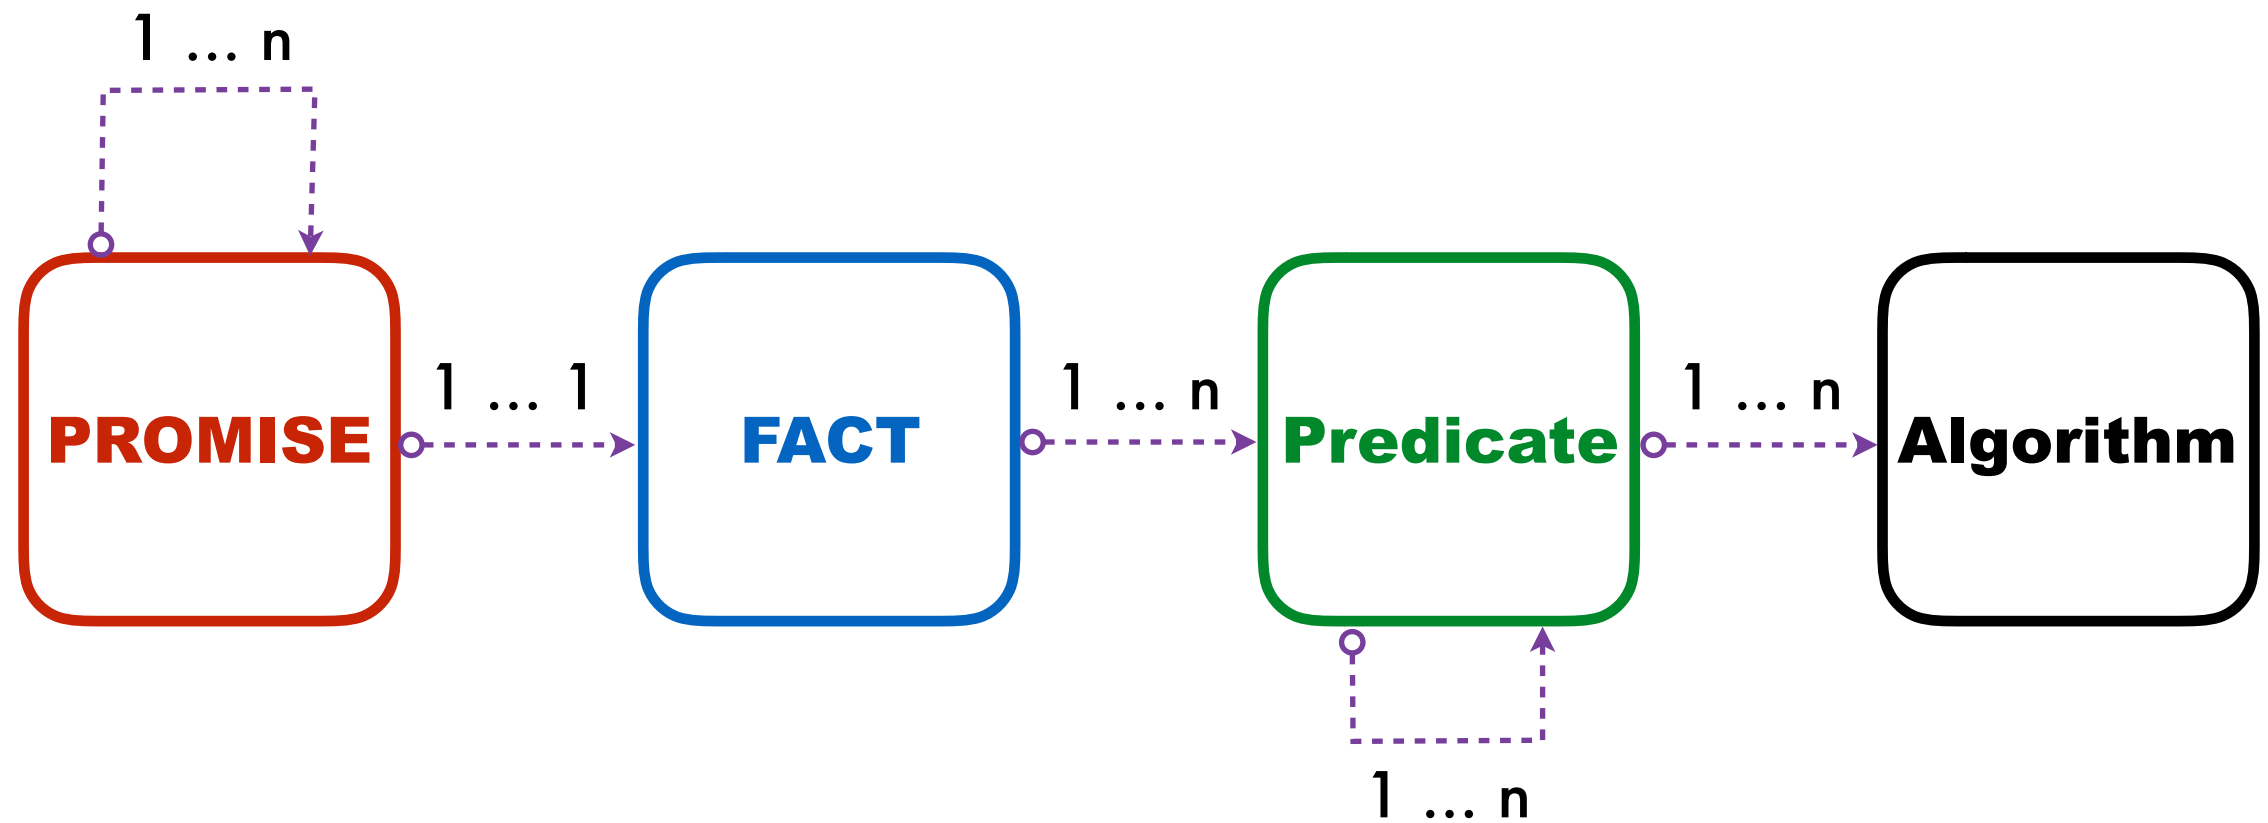 1 ... n
1 ... 1
1 ... n
1 ... n
PROMISE
FACT
Predicate
Algorithm
1 ... n